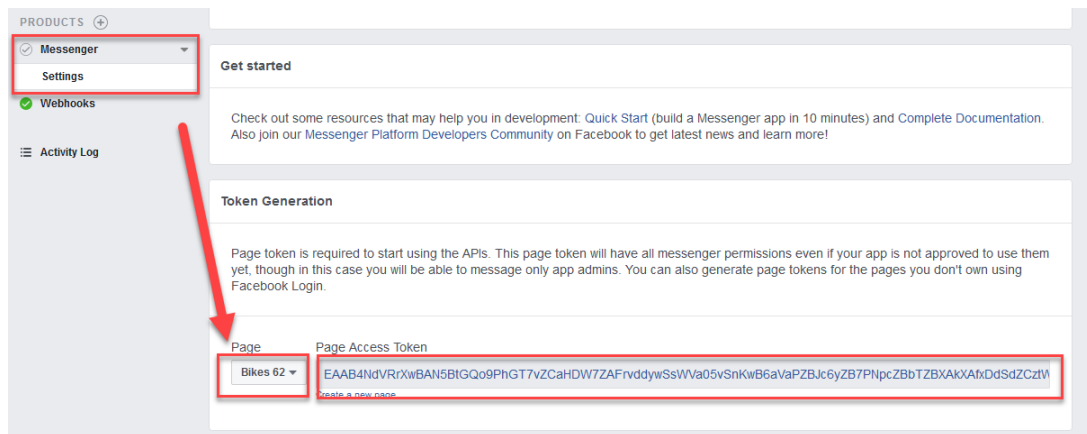 PRODUCTS
Messenger
Settings
Webhooks
Activity Log
Get started
Check out some resources that may help you in development: Quick Start (build a Messenger app in 10 minutes) and Complete Documentation.
Also join our Messenger Platform Developers Community on Facebook to get latest news and learn more!
Token Generation
Page token is required to start using the APIs. This page token will have all messenger permissions even if your app is not approved to use them
yet, though in this case you will be able to message only app admins. You can also generate page tokens for the pages you don't own using
Facebook Login.
Page Page Access Token
Bikes 62 EAAB4NdVRrXwBAN5BtGQo9PhGT7vZCaHDW7ZAFrvddywSsWVa05vSnKwB6aVaPZBJc6yZB7PNpcZBbTZBXAkXAfxDdSdZCztW
Create a new page